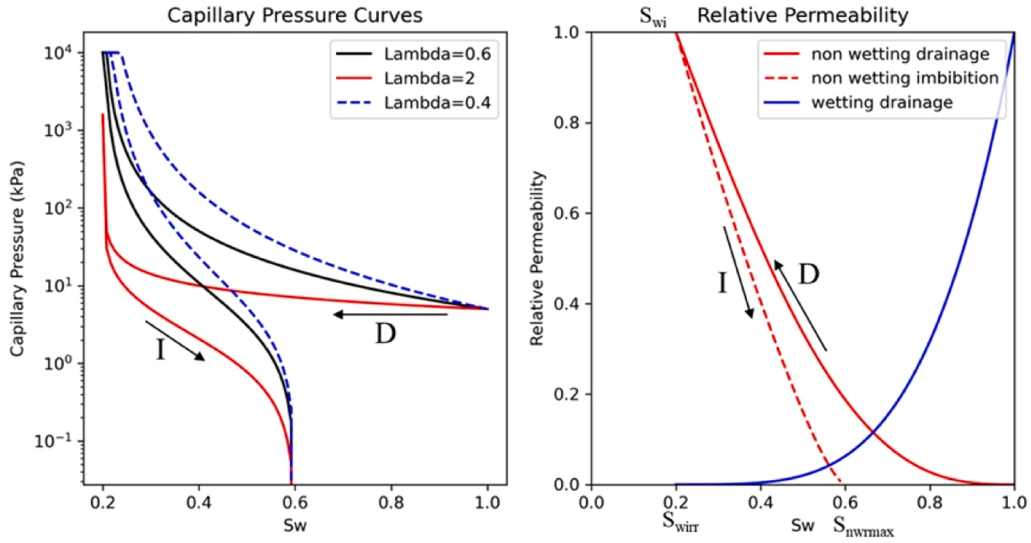 Capillary Pressure Curves
10⁴
10³
10²
10¹
10⁰
10⁻¹
Capillary Pressure (kPa)
Lambda=0.6
Lambda=2
Lambda=0.4
I
D
0.2
0.4
0.6
0.8
1.0
Sw
Swi
Relative Permeability
1.0
0.8
0.6
0.4
0.2
0.0
Relative Permeability
non wetting drainage
non wetting imbibition
wetting drainage
I
D
0.0
0.2
0.4
0.6
0.8
1.0
Swirr
Sw
Snwrmax